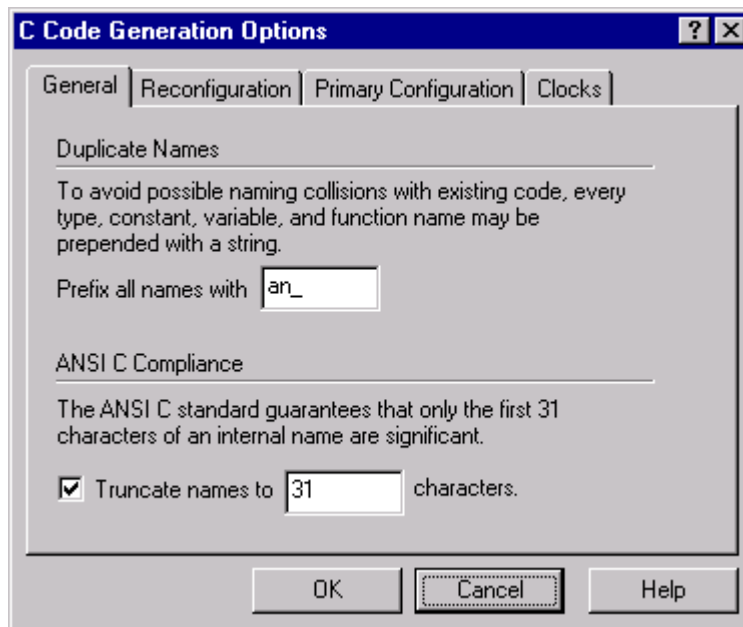 C Code Generation Options
General Reconfiguration Primary Configuration Clocks
Duplicate Names
To avoid possible naming collisions with existing code, every
type, constant, variable, and function name may be
prepended with a string.
Prefix all names with an_
ANSI C Compliance
The ANSI C standard guarantees that only the first 31
characters of an internal name are significant.
Truncate names to 31 characters.
OK Cancel Help